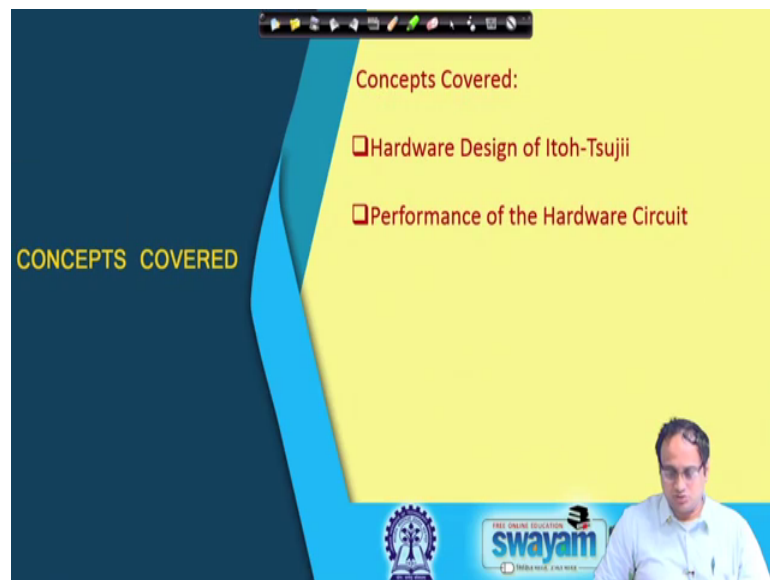 Concepts Covered:
❑Hardware Design of Itoh-Tsujii
❑Performance of the Hardware Circuit
CONCEPTS COVERED
FREE ONLINE EDUCATION
swayam